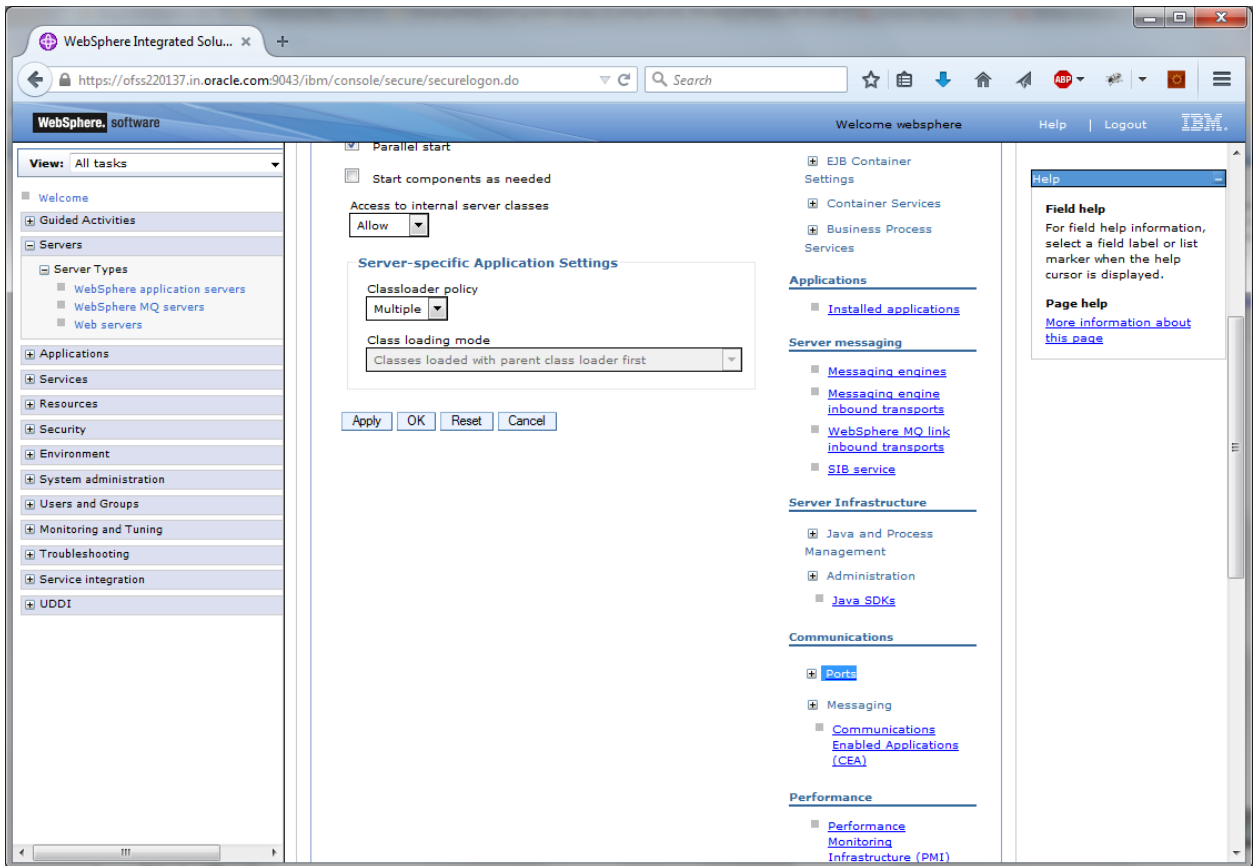 WebSphere Integrated Solu...
https://ofss220137.in.oracle.com:9043/ibm/console/secure/securelogon.do
Search
ABP
WebSphere. software
Welcome websphere
Help | Logout
IBM.
View: All tasks
Welcome
Guided Activities
Servers
Server Types
WebSphere application servers
WebSphere MQ servers
Web servers
Applications
Services
Resources
Security
Environment
System administration
Users and Groups
Monitoring and Tuning
Troubleshooting
Service integration
UDDI
Parallel start
Start components as needed
Access to internal server classes
Allow
Server-specific Application Settings
Classloader policy
Multiple
Class loading mode
Classes loaded with parent class loader first
Apply
OK
Reset
Cancel
EJB Container
Settings
Container Services
Business Process
Services
Applications
Installed applications
Server messaging
Messaging engines
Messaging engine
inbound transports
WebSphere MQ link
inbound transports
SIB service
Server Infrastructure
Java and Process
Management
Administration
Java SDKs
Communications
Ports
Messaging
Communications
Enabled Applications
(CEA)
Performance
Performance
Monitoring
Infrastructure (PMI)
Help
Field help
For field help information,
select a field label or list
marker when the help
cursor is displayed.
Page help
More information about
this page